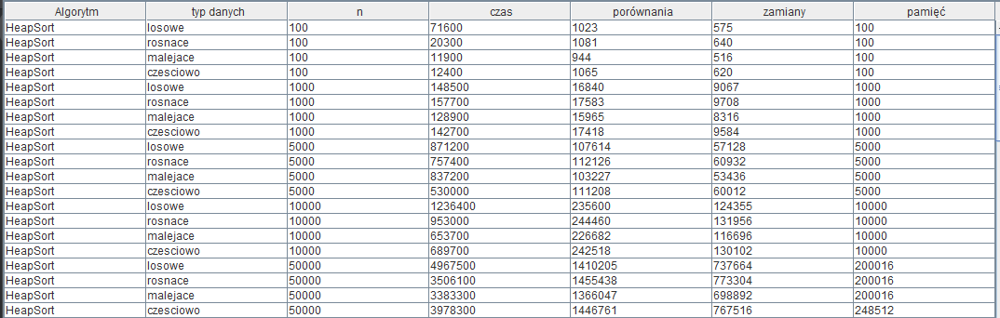 Algorytm typ danych n czas porównania zamiany pamięć
HeapSort losowe 100 71600 1023 575 100
HeapSort rosnace 100 20300 1081 640 100
HeapSort malejace 100 11900 944 516 100
HeapSort czesciowo 100 12400 1065 620 100
HeapSort losowe 1000 148500 16840 9067 1000
HeapSort rosnace 1000 157700 17583 9708 1000
HeapSort malejace 1000 128900 15965 8316 1000
HeapSort czesciowo 1000 142700 17418 9584 1000
HeapSort losowe 5000 871200 107614 57128 5000
HeapSort rosnace 5000 757400 112126 60932 5000
HeapSort malejace 5000 837200 103227 53436 5000
HeapSort czesciowo 5000 530000 111208 60012 5000
HeapSort losowe 10000 1236400 235600 124355 10000
HeapSort rosnace 10000 953000 244460 131956 10000
HeapSort malejace 10000 653700 226682 116696 10000
HeapSort czesciowo 10000 689700 242518 130102 10000
HeapSort losowe 50000 4967500 1410205 737664 200016
HeapSort rosnace 50000 3506100 1455438 773304 200016
HeapSort malejace 50000 3383300 1366047 698892 200016
HeapSort czesciowo 50000 3978300 1446761 767516 248512